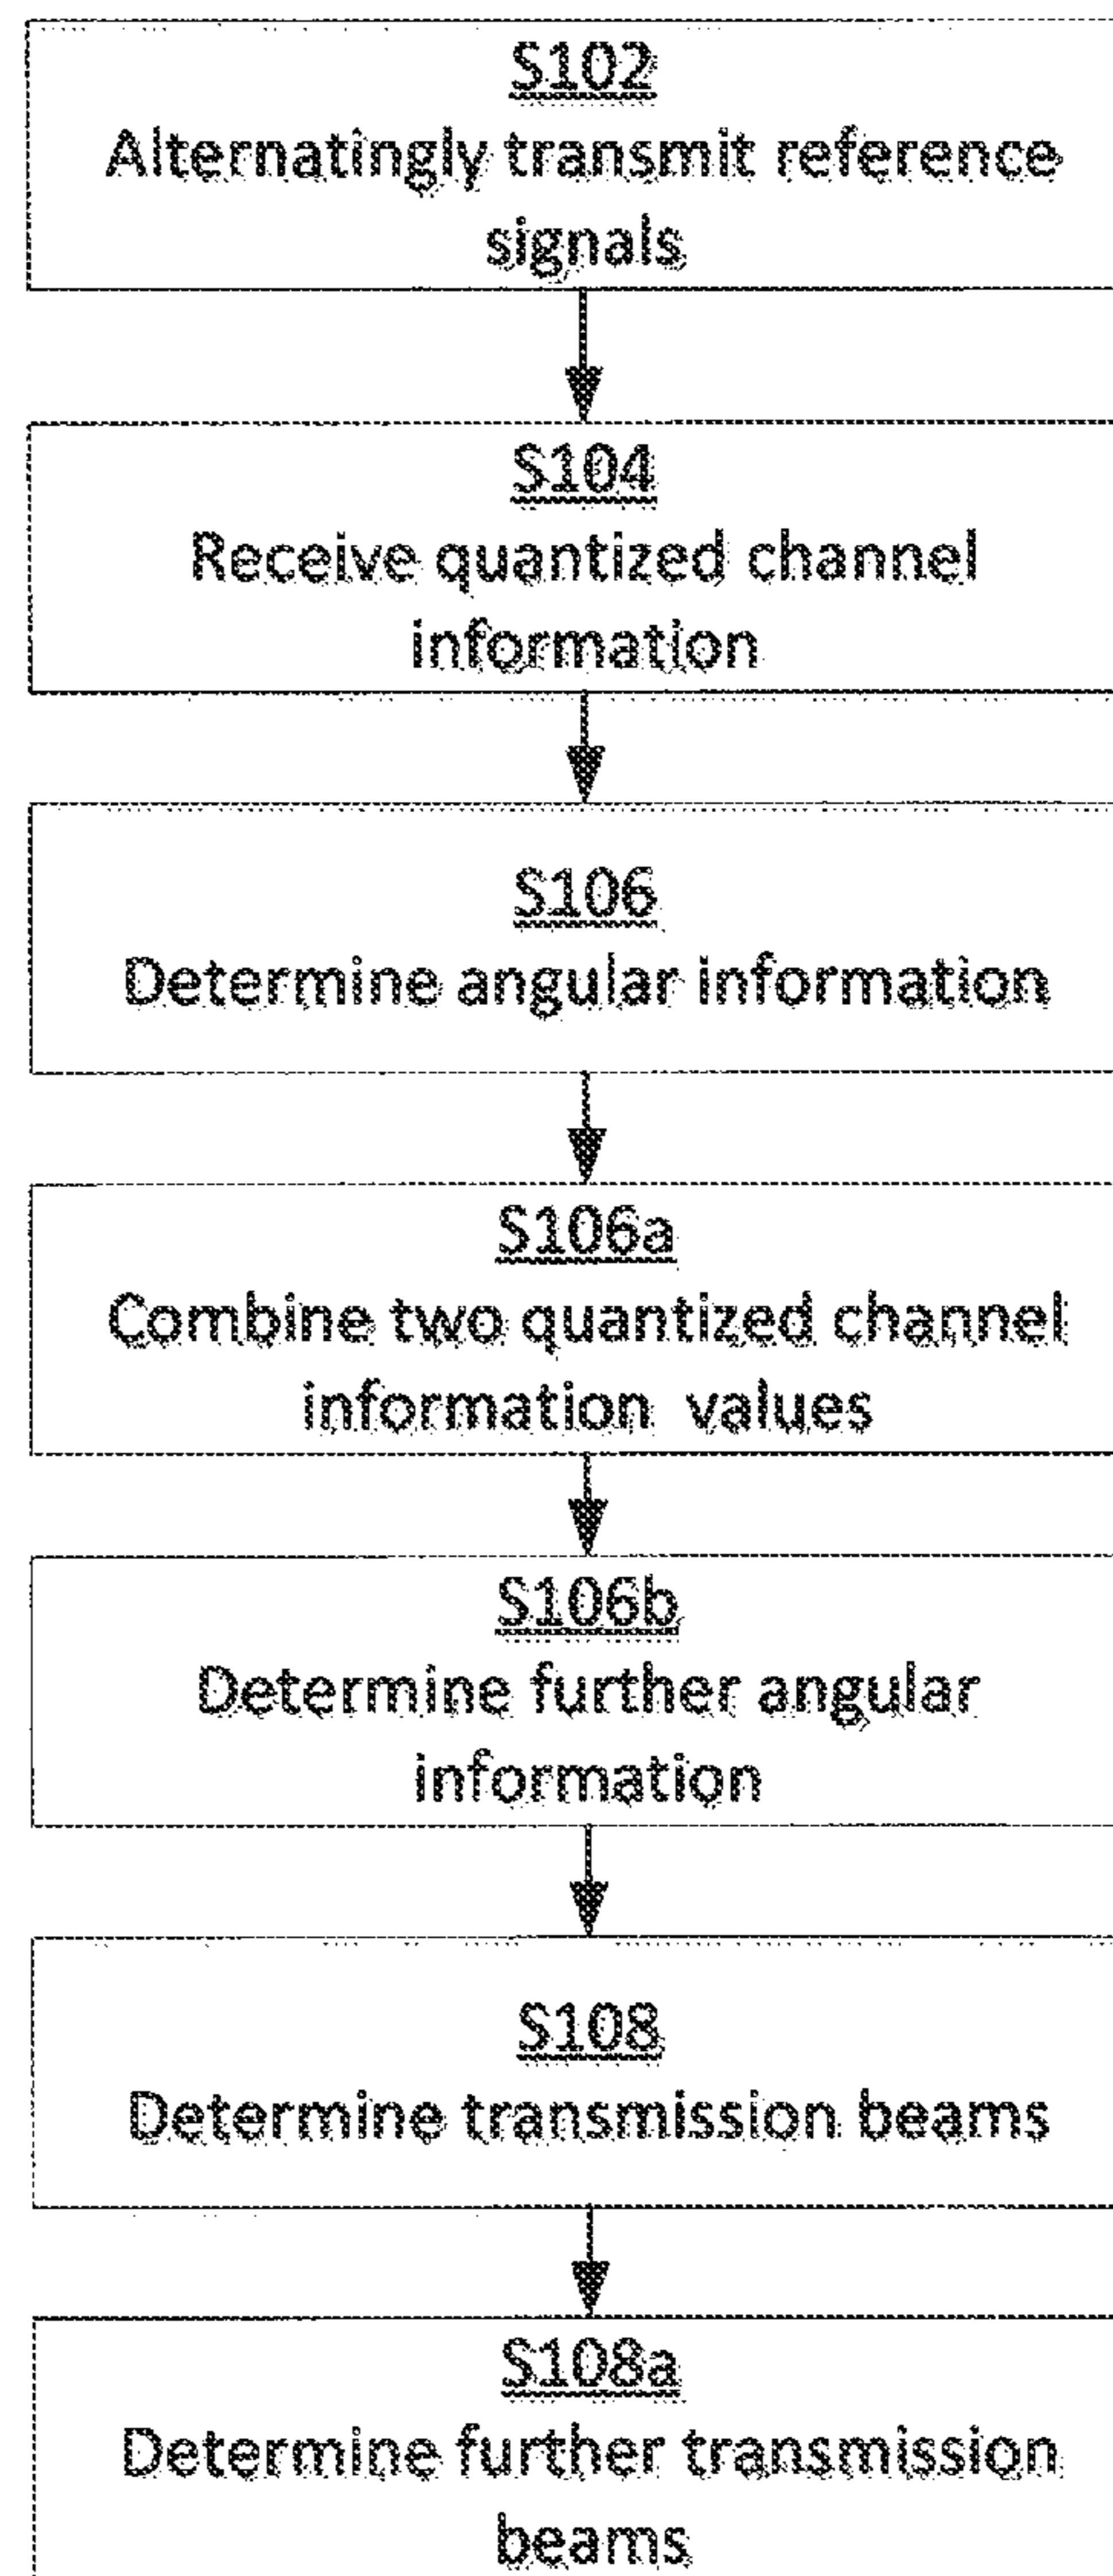 S102
Alternatingly transmit reference
signals
S104
Receive quantized channel
information
S106
Determine angular information
S106a
Combine two quantized channel
information values
S106b
Determine further angular
information
S108
Determine transmission beams
S108a
Determine further transmission
beams